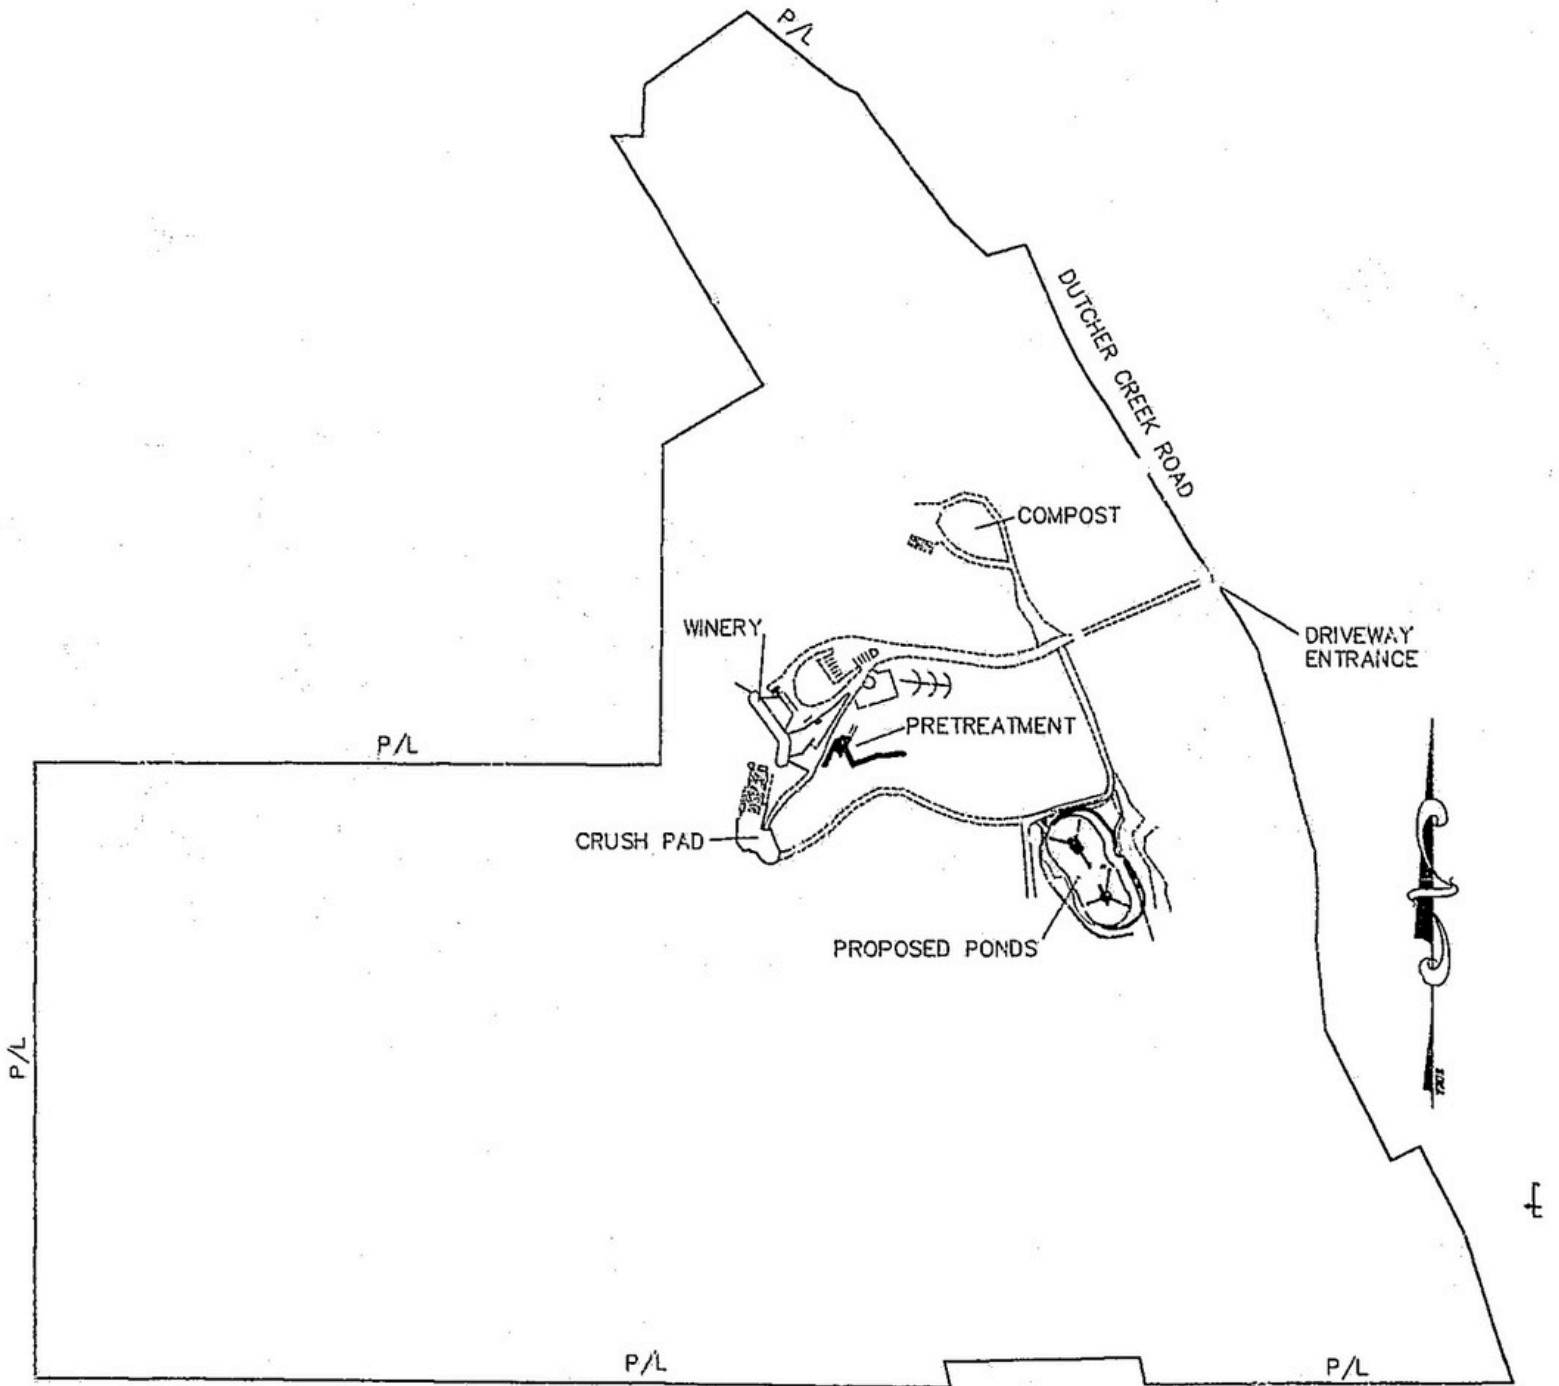 P/L
DUTCHER CREEK ROAD
COMPOST
WINERY
DRIVEWAY
ENTRANCE
PRETREATMENT
P/L
CRUSH PAD
PROPOSED PONDS
P/L
P/L
P/L